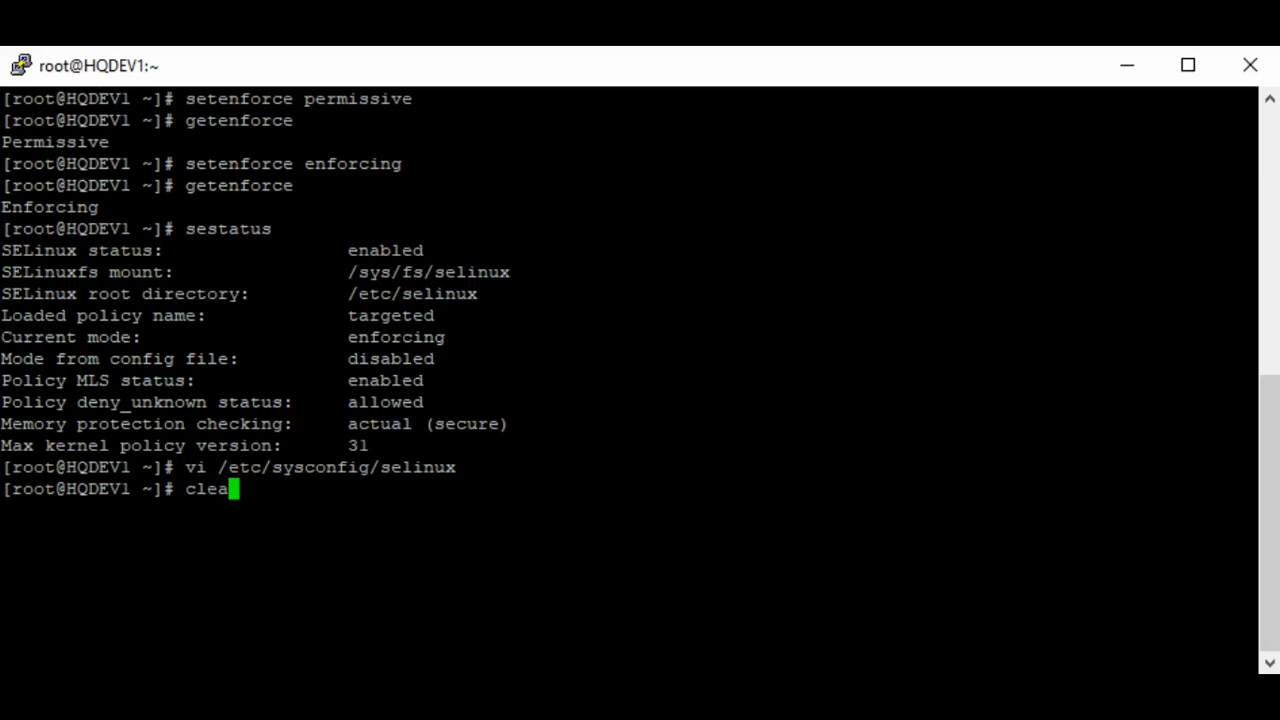 root@HQDEV1:~
[root@HQDEV1 ~]# setenforce permissive
[root@HQDEV1 ~]# getenforce
Permissive
[root@HQDEV1 ~]# setenforce enforcing
[root@HQDEV1 ~]# getenforce
Enforcing
[root@HQDEV1 ~]# sestatus
SELinux status:                 enabled
SELinuxfs mount:                /sys/fs/selinux
SELinux root directory:         /etc/selinux
Loaded policy name:             targeted
Current mode:                   enforcing
Mode from config file:          disabled
Policy MLS status:              enabled
Policy deny_unknown status:     allowed
Memory protection checking:     actual (secure)
Max kernel policy version:      31
[root@HQDEV1 ~]# vi /etc/sysconfig/selinux
[root@HQDEV1 ~]# clea